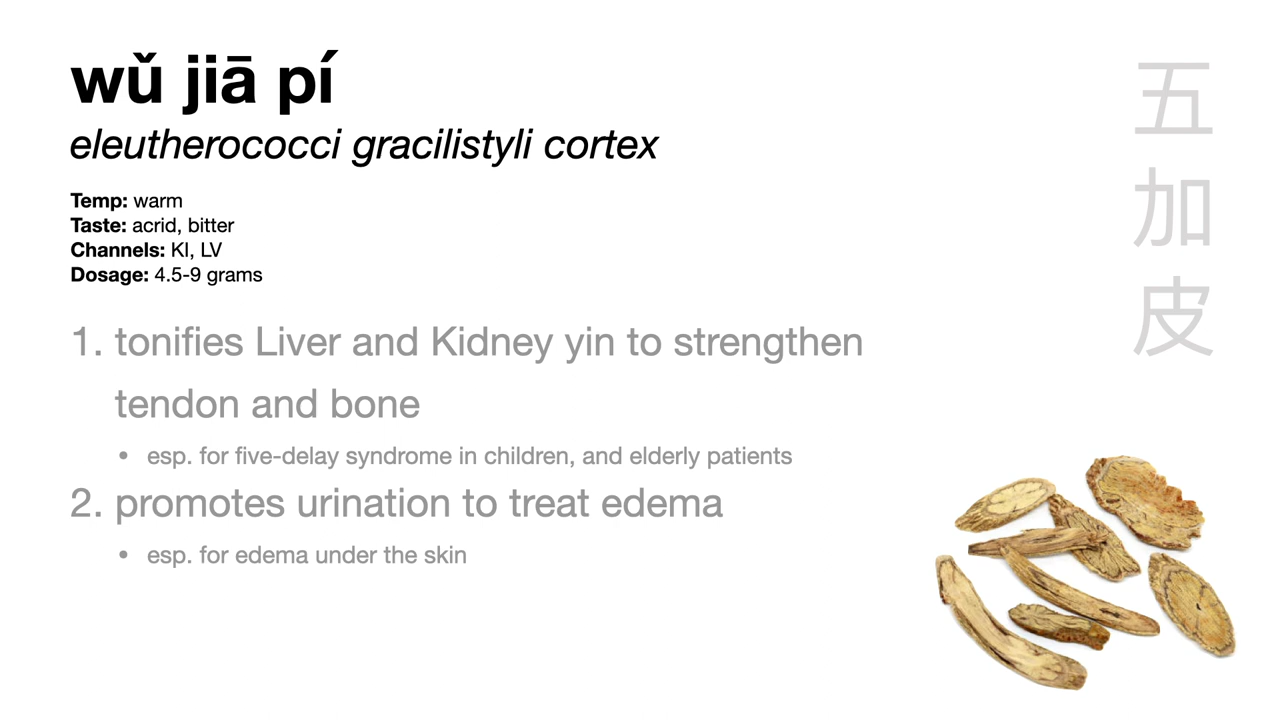 wǔ jiā pí
eleutherococci gracilistyli cortex
Temp: warm
Taste: acrid, bitter
Channels: KI, LV
Dosage: 4.5-9 grams
1. tonifies Liver and Kidney yin to strengthen
tendon and bone
• esp. for five-delay syndrome in children, and elderly patients
2. promotes urination to treat edema
• esp. for edema under the skin
五
加
皮